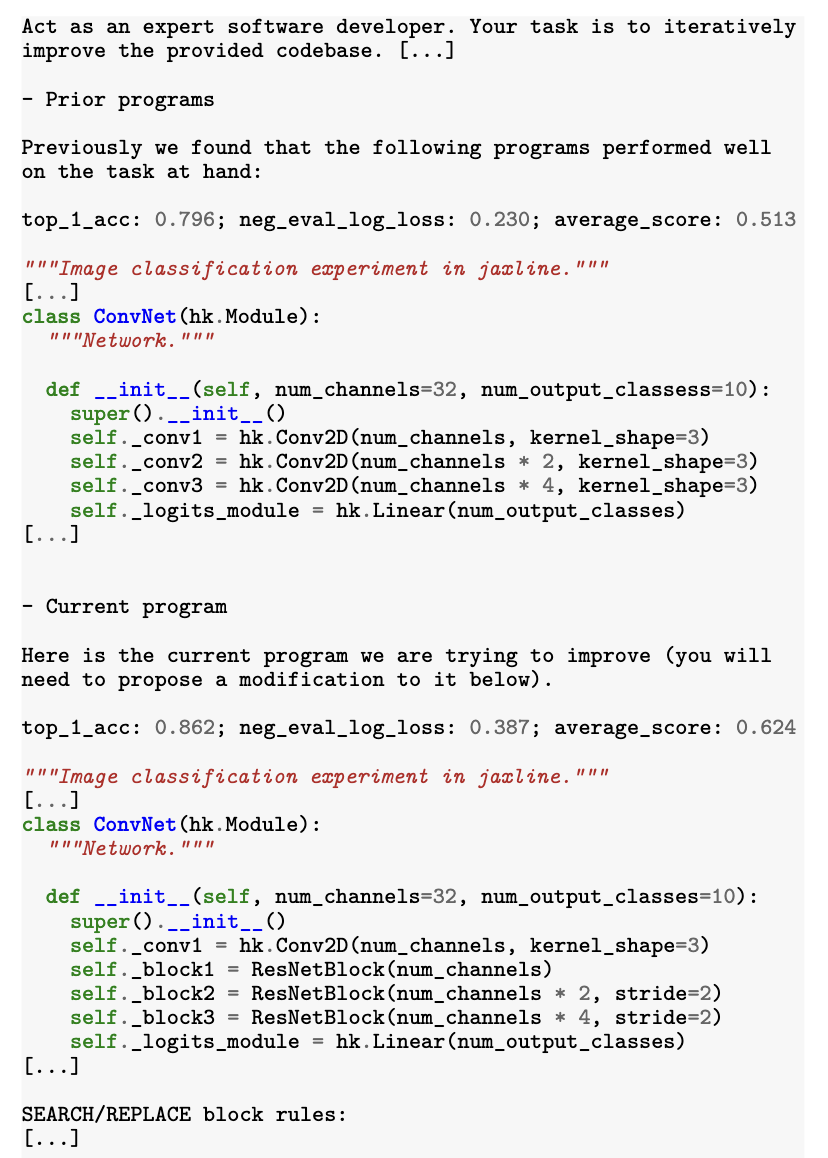 Act as an expert software developer. Your task is to iteratively
improve the provided codebase. [...]

- Prior programs

Previously we found that the following programs performed well
on the task at hand:

top_1_acc: 0.796; neg_eval_log_loss: 0.230; average_score: 0.513

"""Image classification experiment in jaxline."""
[...]
class ConvNet(hk.Module):
  """Network."""

  def __init__(self, num_channels=32, num_output_classess=10):
    super().__init__()
    self._conv1 = hk.Conv2D(num_channels, kernel_shape=3)
    self._conv2 = hk.Conv2D(num_channels * 2, kernel_shape=3)
    self._conv3 = hk.Conv2D(num_channels * 4, kernel_shape=3)
    self._logits_module = hk.Linear(num_output_classes)
[...]

- Current program

Here is the current program we are trying to improve (you will
need to propose a modification to it below).

top_1_acc: 0.862; neg_eval_log_loss: 0.387; average_score: 0.624

"""Image classification experiment in jaxline."""
[...]
class ConvNet(hk.Module):
  """Network."""

  def __init__(self, num_channels=32, num_output_classes=10):
    super().__init__()
    self._conv1 = hk.Conv2D(num_channels, kernel_shape=3)
    self._block1 = ResNetBlock(num_channels)
    self._block2 = ResNetBlock(num_channels * 2, stride=2)
    self._block3 = ResNetBlock(num_channels * 4, stride=2)
    self._logits_module = hk.Linear(num_output_classes)
[...]

SEARCH/REPLACE block rules:
[...]